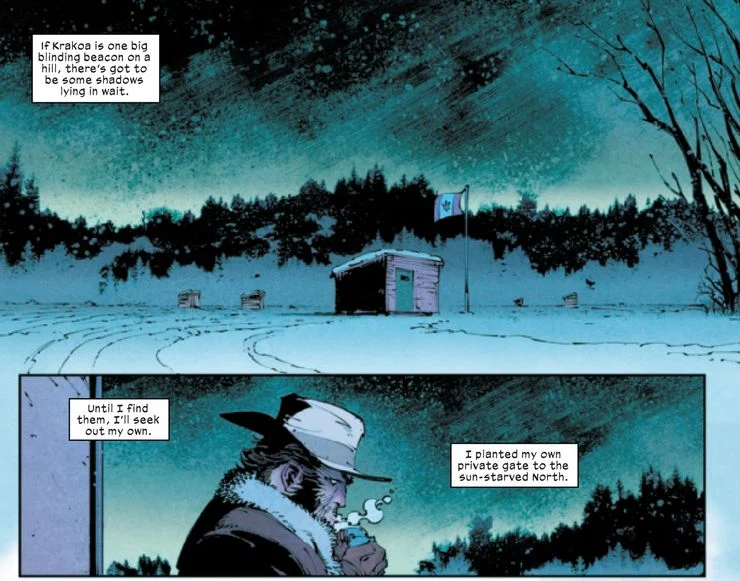 If Krakoa is one big
blinding beacon on a
hill, there's got to
be some shadows
lying in wait.
Until I find
them, I'll seek
out my own.
I planted my own
private gate to the
sun-starved North.